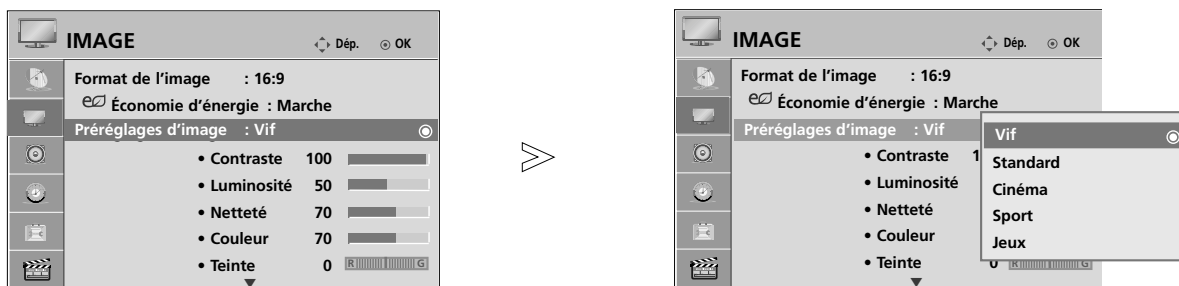 IMAGE Dép. OK
Format de l'image : 16:9
Économie d'énergie : Marche
Préréglages d'image : Vif
• Contraste 100
• Luminosité 50
• Netteté 70
• Couleur 70
• Teinte 0 R G
IMAGE Dép. OK
Format de l'image : 16:9
Économie d'énergie : Marche
Préréglages d'image : Vif
• Contraste 1
• Luminosité
• Netteté
• Couleur
• Teinte 0 R G
Vif
Standard
Cinéma
Sport
Jeux